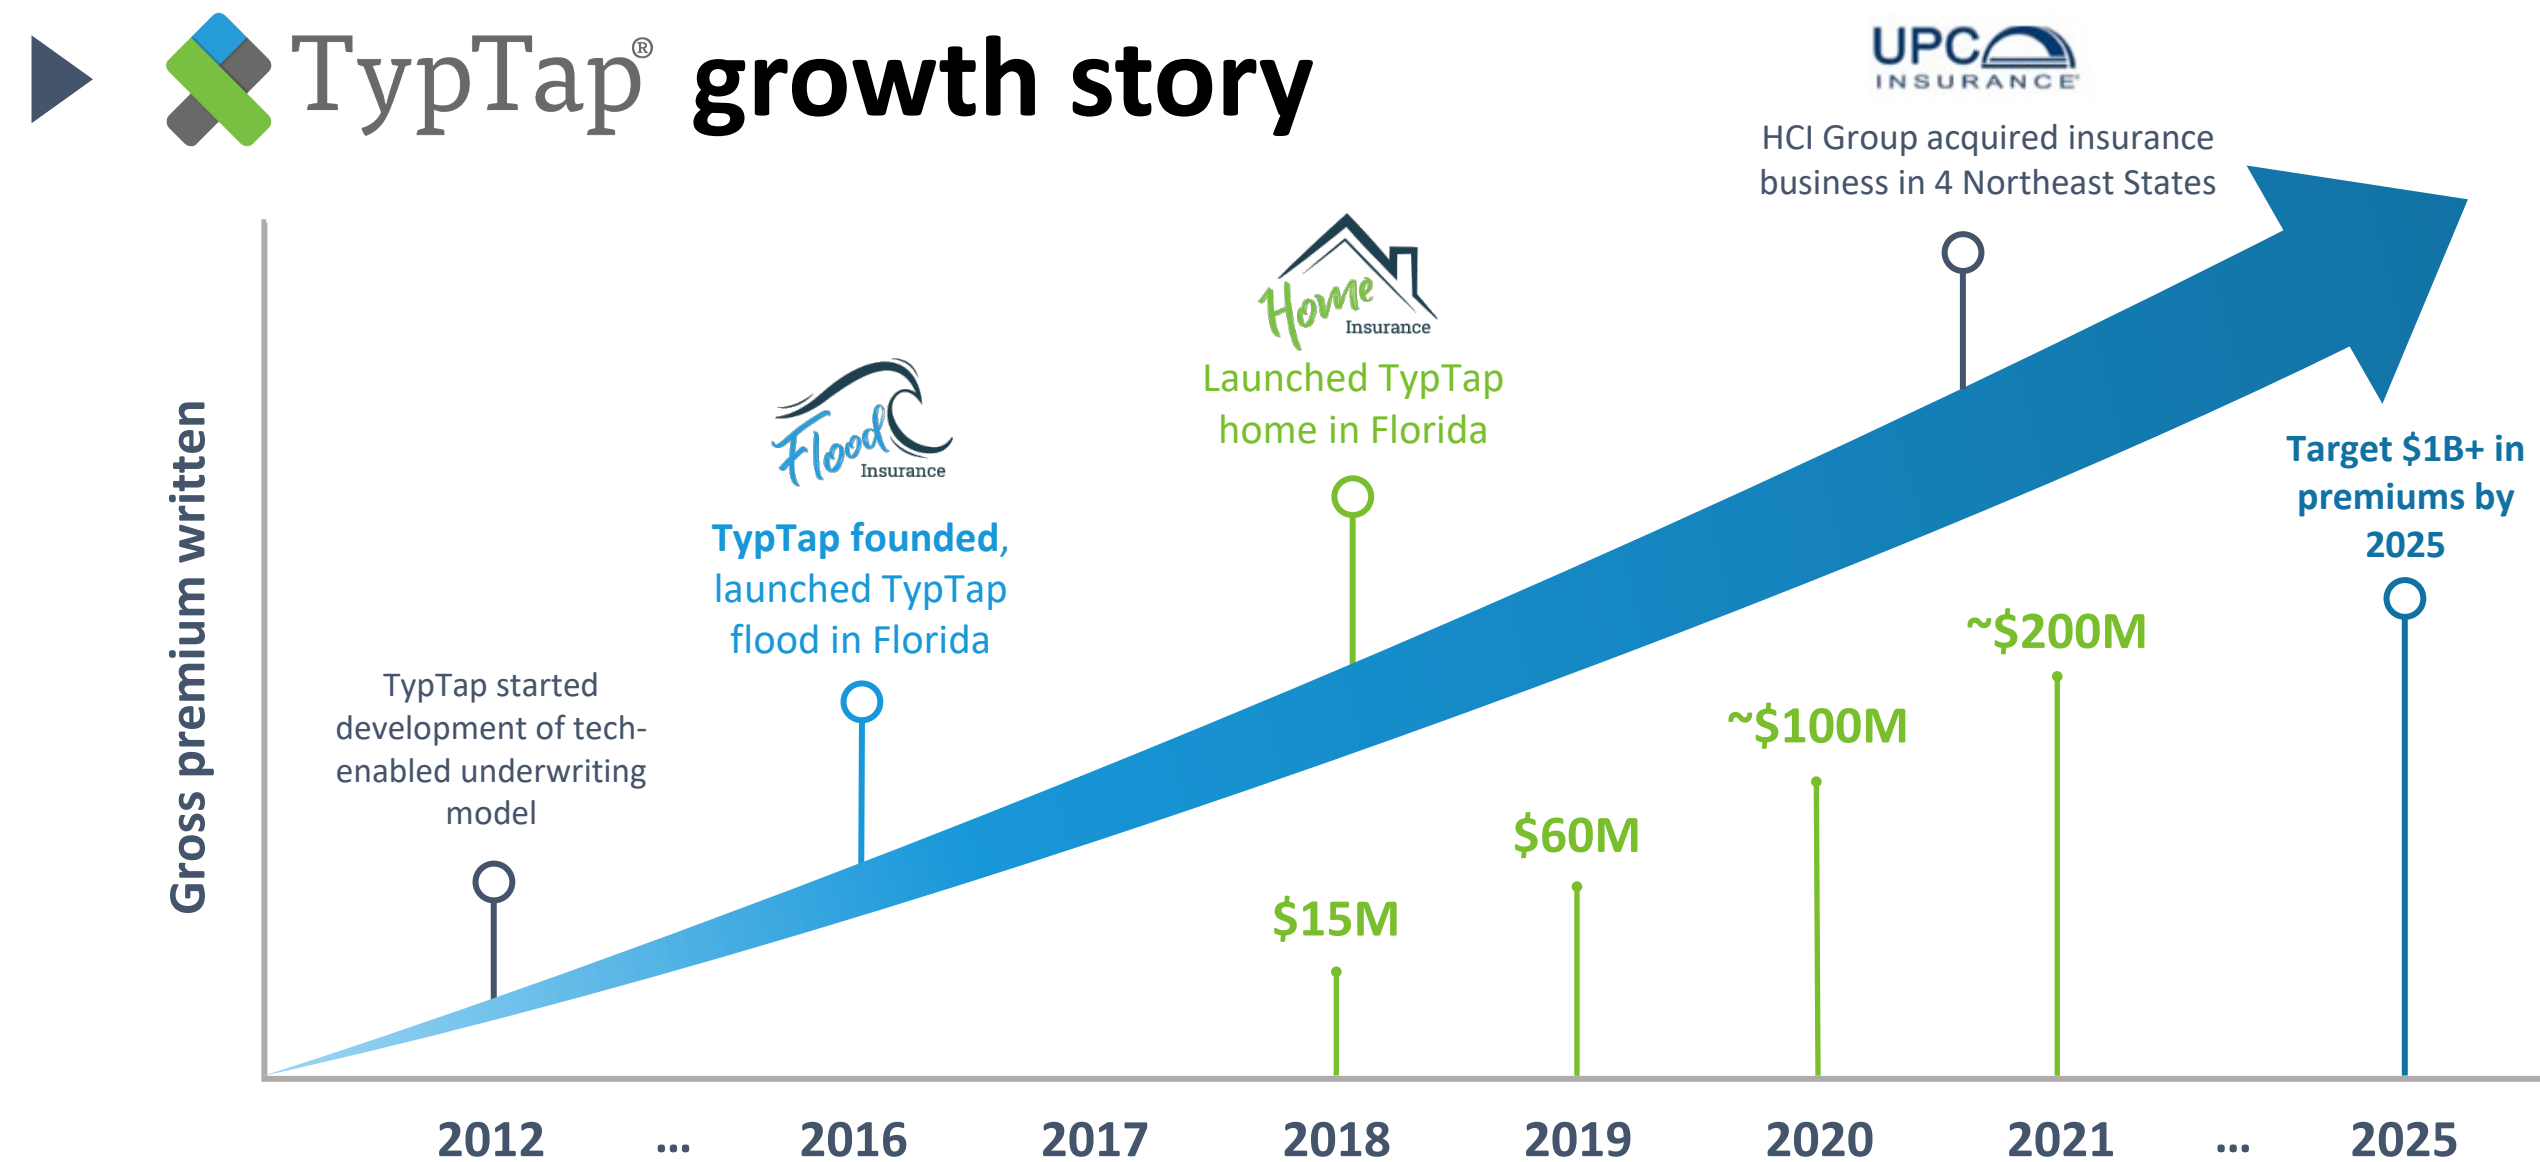 TypTap® growth story
UPC
INSURANCE
HCI Group acquired insurance
business in 4 Northeast States
Home
Insurance
Launched TypTap
home in Florida
Flood
Insurance
TypTap founded,
launched TypTap
flood in Florida
TypTap started
development of tech-
enabled underwriting
model
Gross premium written
Target $1B+ in
premiums by
2025
$15M
$60M
~$100M
~$200M
2012 ... 2016 2017 2018 2019 2020 2021 ... 2025